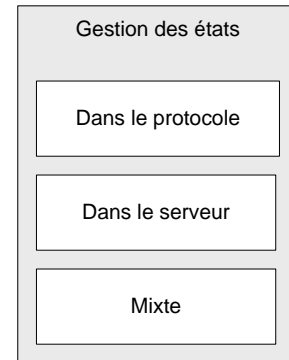 Gestion des états
Dans le protocole
Dans le serveur
Mixte